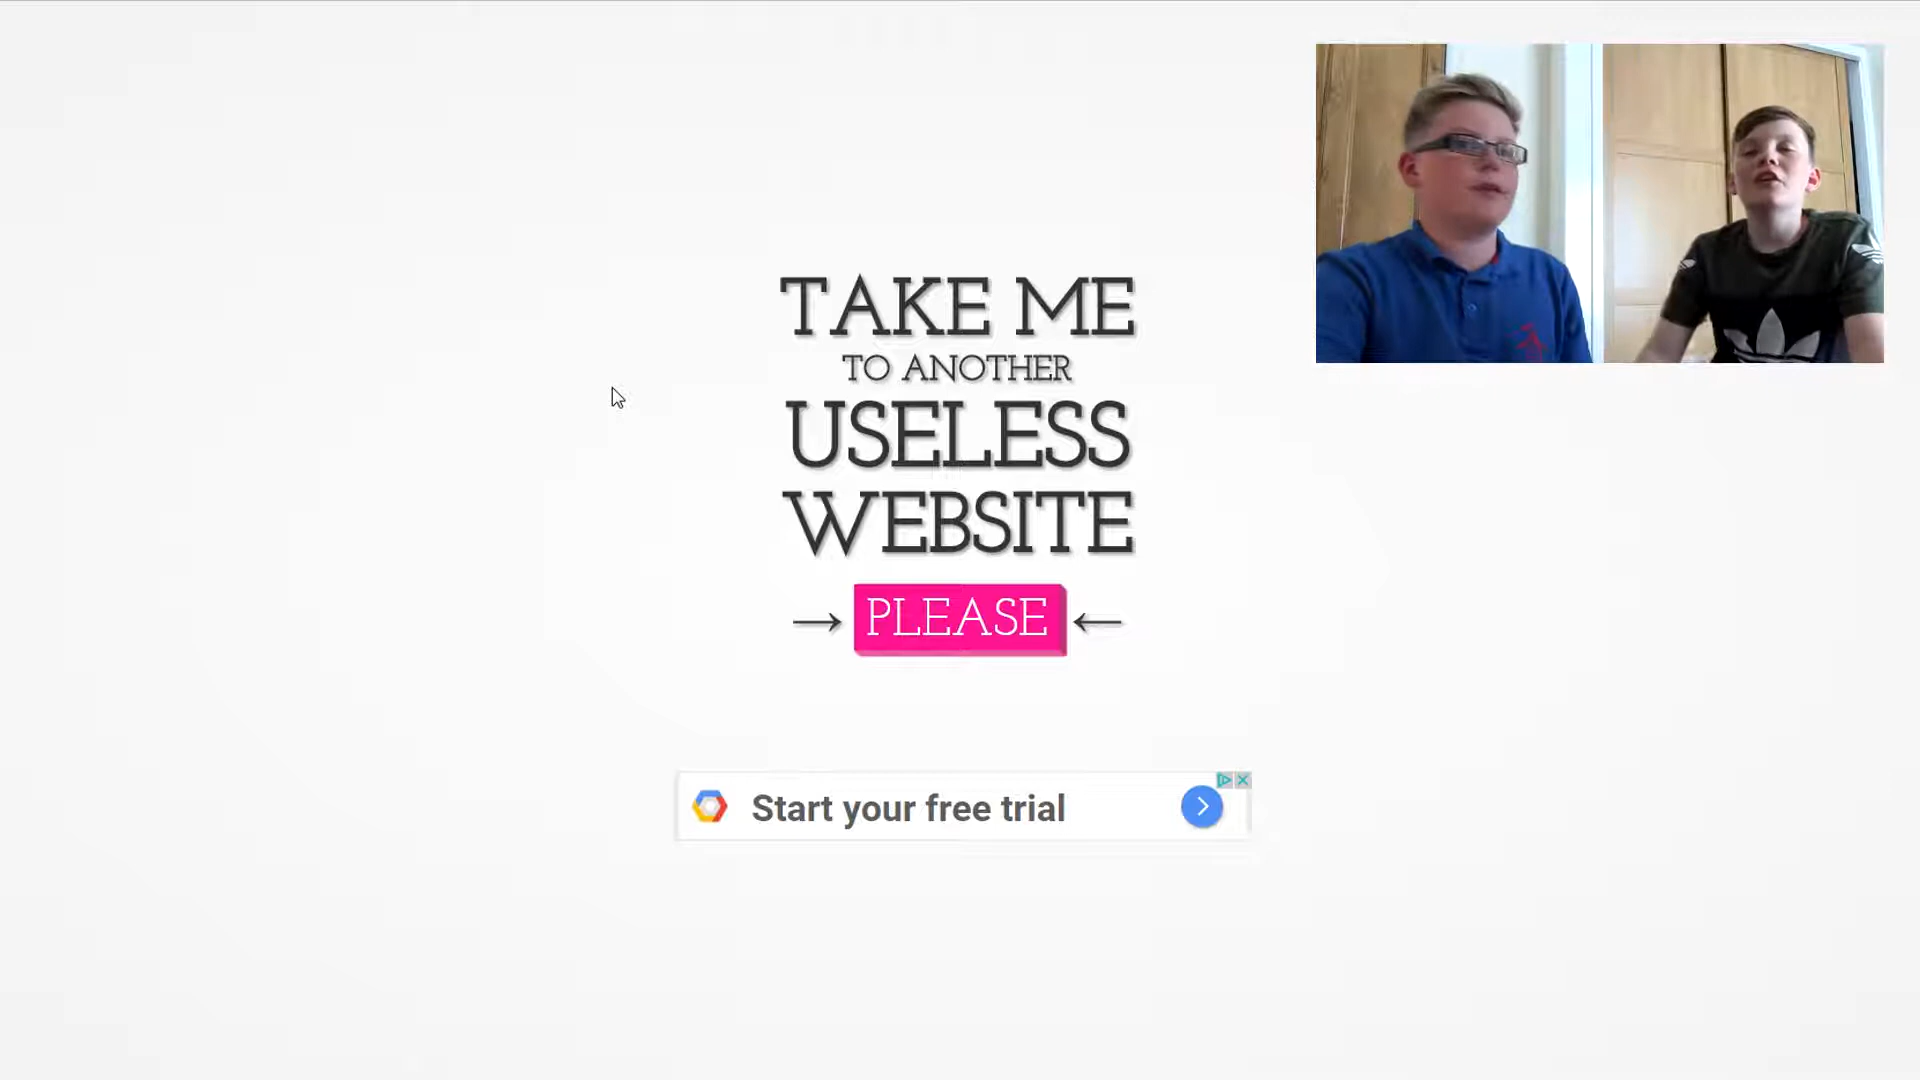 TAKE ME
TO ANOTHER
USELESS
WEBSITE
→ PLEASE ←
Start your free trial